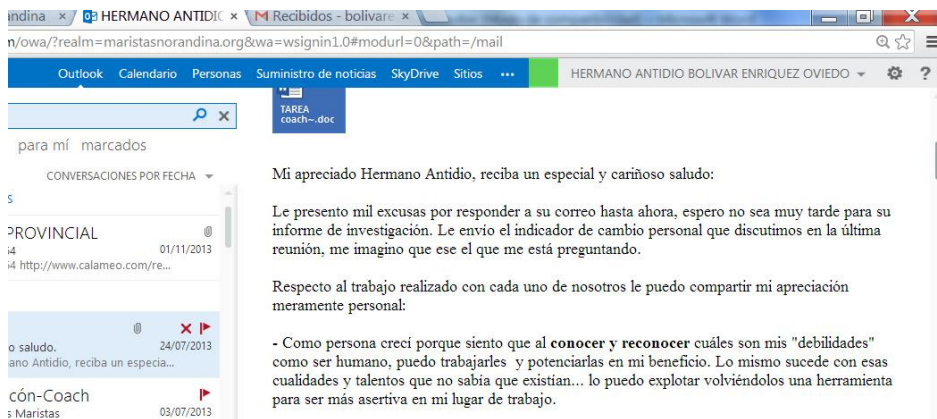 andina
HERMANO ANTIDIC
Recibidos - bolivare
n/owa/?realm=maristasnorandina.org&wa=wsignin1.0#modurl=0&path=/mail
Outlook Calendario Personas Suministro de noticias SkyDrive Sitios ••• HERMANO ANTIDIO BOLIVAR ENRIQUEZ OVIEDO
TAREA
coach~.doc
para mí marcados
CONVERSACIONES POR FECHA
S
PROVINCIAL
54 01/11/2013
54 http://www.calameo.com/re...
o saludo. 24/07/2013
ano Antidio, reciba un especia...
cón-Coach
s Maristas 03/07/2013
Mi apreciado Hermano Antidio, reciba un especial y cariñoso saludo:
Le presento mil excusas por responder a su correo hasta ahora, espero no sea muy tarde para su
informe de investigación. Le envío el indicador de cambio personal que discutimos en la última
reunión, me imagino que ese el que me está preguntando.
Respecto al trabajo realizado con cada uno de nosotros le puedo compartir mi apreciación
meramente personal:
- Como persona crecí porque siento que al conocer y reconocer cuáles son mis "debilidades"
como ser humano, puedo trabajarles y potenciarlas en mi beneficio. Lo mismo sucede con esas
cualidades y talentos que no sabía que existían... lo puedo explotar volviéndolos una herramienta
para ser más asertiva en mi lugar de trabajo.